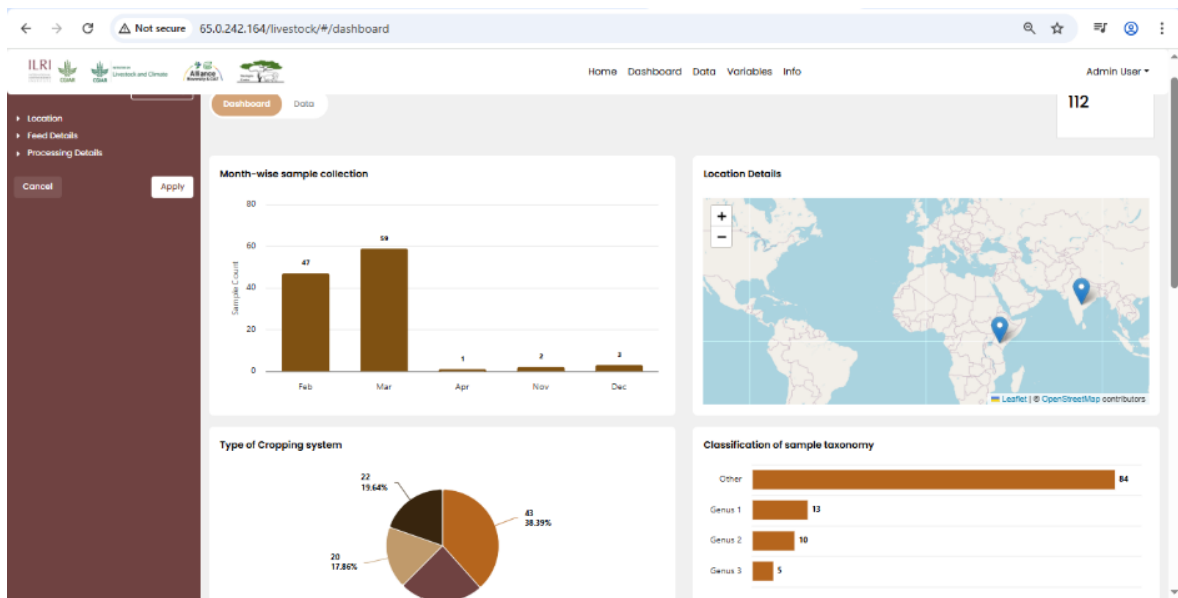 Not secure 65.0.242.164/livestock/#/dashboard
ILRI
CGIAR
CGIAR
Livestock and Climate
Alliance
Home Dashboard Data Variables Info
Admin User
Location
Feed Details
Processing Details
Cancel Apply
Dashboard Data
112
Month-wise sample collection
Sample Count
80
60
40
20
0
47
59
1
2
3
Feb Mar Apr Nov Dec
Location Details
+
−
Leaflet | © OpenStreetMap contributors
Type of Cropping system
22
19.64%
43
38.39%
20
17.86%
Classification of sample taxonomy
Other 84
Genus 1 13
Genus 2 10
Genus 3 5